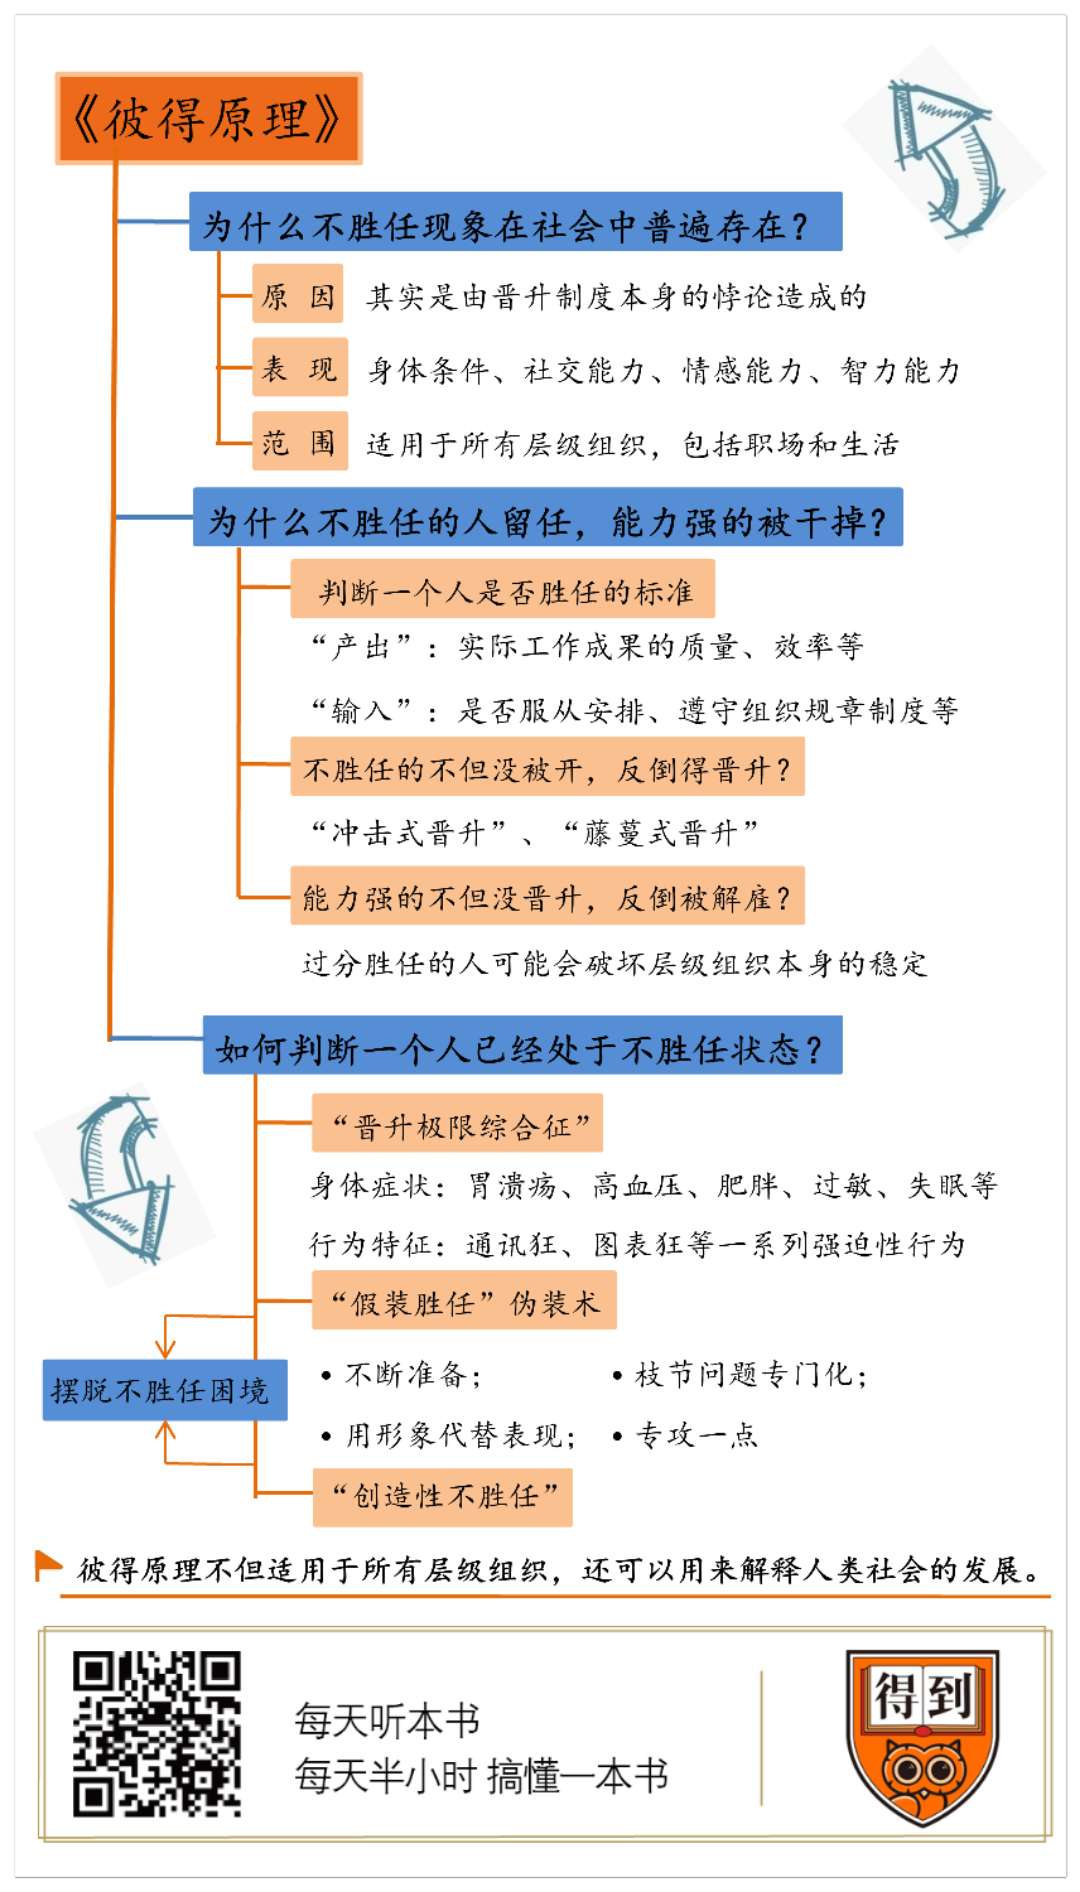 《彼得原理》
为什么不胜任现象在社会中普遍存在？
原 因 其实是由晋升制度本身的悖论造成的
表 现 身体条件、社交能力、情感能力、智力能力
范 围 适用于所有层级组织，包括职场和生活
为什么不胜任的人留任，能力强的被干掉？
判断一个人是否胜任的标准
“产出”：实际工作成果的质量、效率等
“输入”：是否服从安排、遵守组织规章制度等
不胜任的不但没被开，反倒得晋升？
“冲击式晋升”、“藤蔓式晋升”
能力强的不但没晋升，反倒被解雇？
过分胜任的人可能会破坏层级组织本身的稳定
如何判断一个人已经处于不胜任状态？
“晋升极限综合征”
身体症状：胃溃疡、高血压、肥胖、过敏、失眠等
行为特征：通讯狂、图表狂等一系列强迫性行为
“假装胜任”伪装术
摆脱不胜任困境
• 不断准备； • 枝节问题专门化；
• 用形象代替表现； • 专攻一点
“创造性不胜任”
彼得原理不但适用于所有层级组织，还可以用来解释人类社会的发展。
每天听本书
每天半小时 搞懂一本书
得到